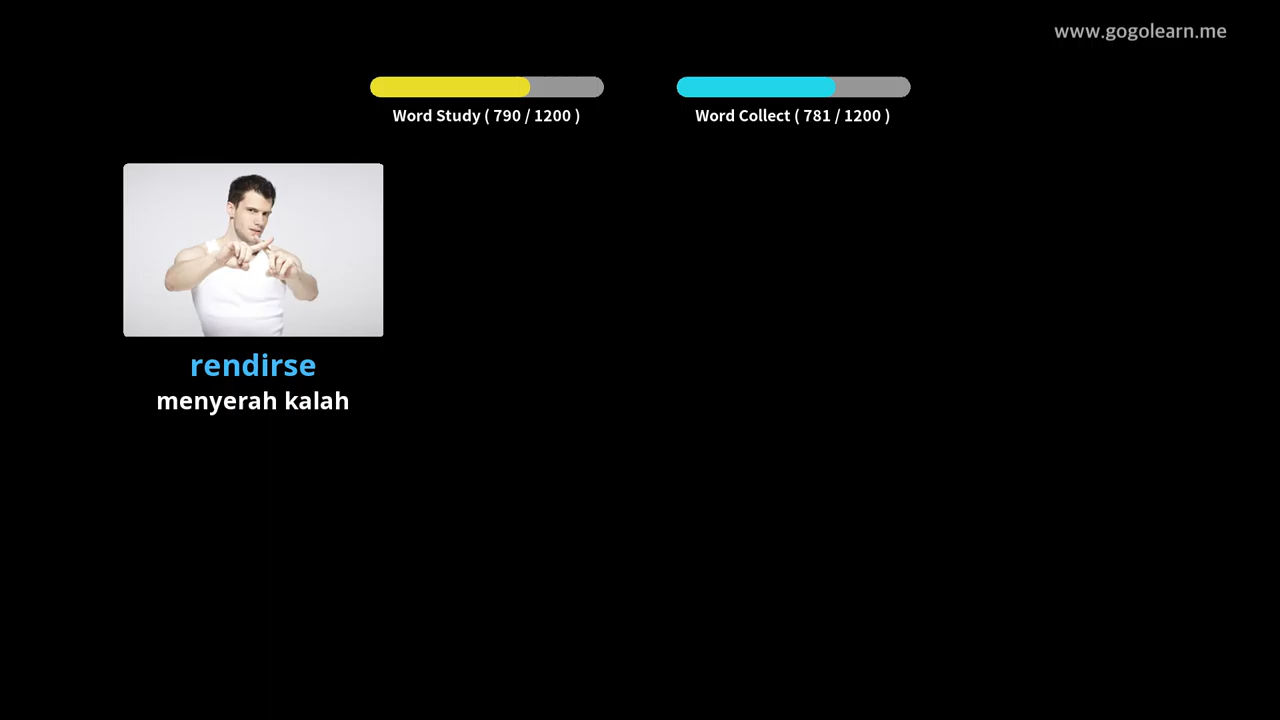 www.gogolearn.me
Word Study ( 790 / 1200 )
Word Collect ( 781 / 1200 )
rendirse
menyerah kalah